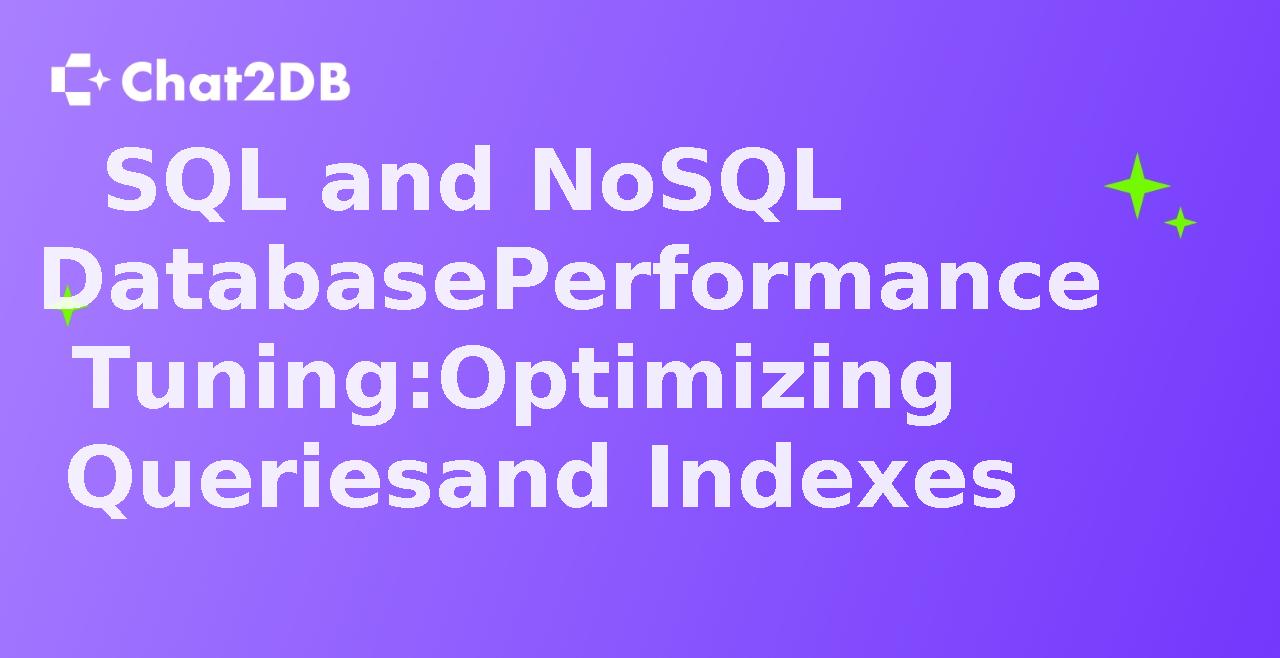 Chat2DB
SQL and NoSQL
DatabasePerformance
Tuning:Optimizing
Queriesand Indexes